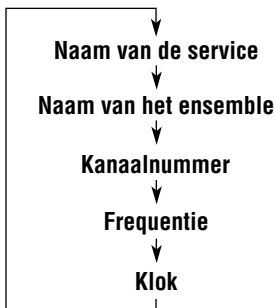 Naam van de service
Naam van het ensemble
Kanaalnummer
Frequentie
Klok